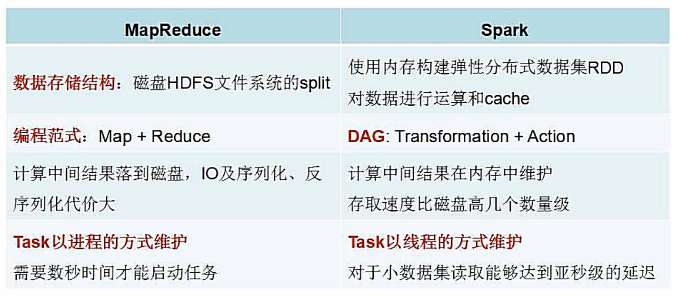 MapReduce
Spark
数据存储结构：磁盘HDFS文件系统的split
使用内存构建弹性分布式数据集RDD
对数据进行运算和cache
编程范式：Map + Reduce
DAG: Transformation + Action
计算中间结果落到磁盘，IO及序列化、反
序列化代价大
计算中间结果在内存中维护
存取速度比磁盘高几个数量级
Task以进程的方式维护
需要数秒时间才能启动任务
Task以线程的方式维护
对于小数据集读取能够达到亚秒级的延迟